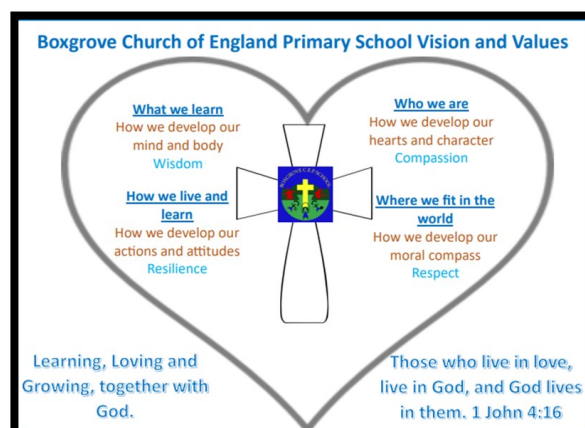 Boxgrove Church of England Primary School Vision and Values
What we learn
How we develop our
mind and body
Wisdom
Who we are
How we develop our
hearts and character
Compassion
How we live and
learn
How we develop our
actions and attitudes
Resilience
Where we fit in the
world
How we develop our
moral compass
Respect
BOXGROVE C.E.P. SCHOOL
Learning, Loving and
Growing, together with
God.
Those who live in love,
live in God, and God lives
in them. 1 John 4:16